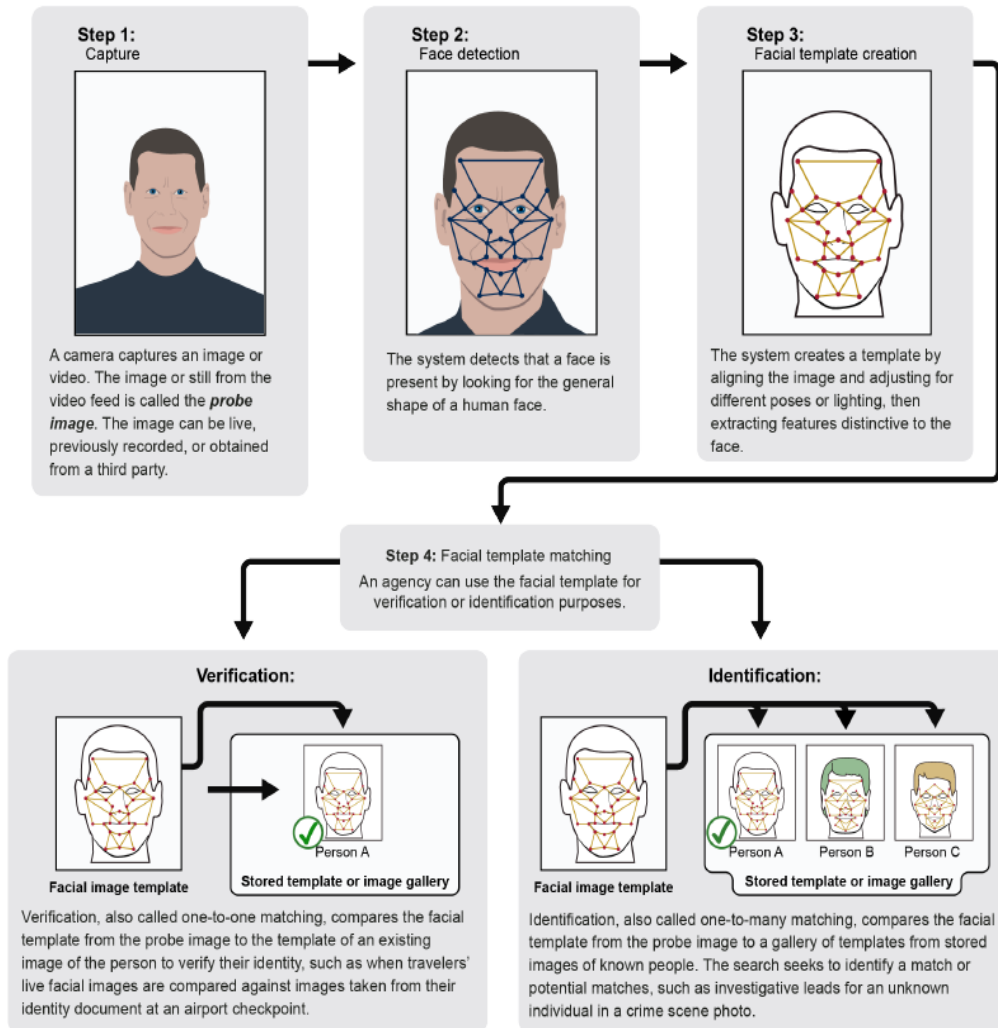 Step 1:
Capture
A camera captures an image or
video. The image or still from the
video feed is called the probe
image. The image can be live,
previously recorded, or obtained
from a third party.
Step 2:
Face detection
The system detects that a face is
present by looking for the general
shape of a human face.
Step 3:
Facial template creation
The system creates a template by
aligning the image and adjusting for
different poses or lighting, then
extracting features distinctive to the
face.
Step 4: Facial template matching
An agency can use the facial template for
verification or identification purposes.
Verification:
Person A
Facial image template
Stored template or image gallery
Verification, also called one-to-one matching, compares the facial
template from the probe image to the template of an existing
image of the person to verify their identity, such as when travelers'
live facial images are compared against images taken from their
identity document at an airport checkpoint.
Identification:
Person A
Person B
Person C
Facial image template
Stored template or image gallery
Identification, also called one-to-many matching, compares the facial
template from the probe image to a gallery of templates from stored
images of known people. The search seeks to identify a match or
potential matches, such as investigative leads for an unknown
individual in a crime scene photo.